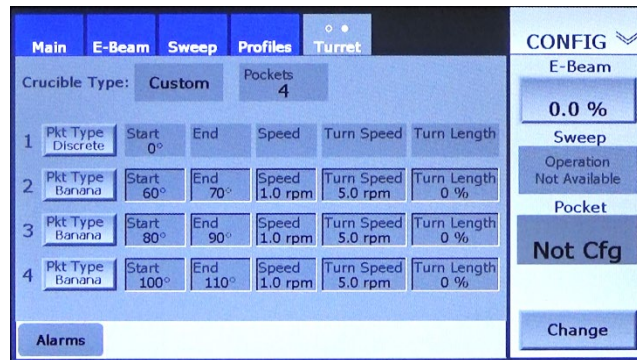 Main E-Beam Sweep Profiles Turret
CONFIG
Crucible Type: Custom Pockets 4
E-Beam
0.0 %
1 Pkt Type Discrete Start 0° End Speed Turn Speed Turn Length
Sweep
Operation
Not Available
2 Pkt Type Banana Start 60° End 70° Speed 1.0 rpm Turn Speed 5.0 rpm Turn Length 0 %
Pocket
Not Cfg
3 Pkt Type Banana Start 80° End 90° Speed 1.0 rpm Turn Speed 5.0 rpm Turn Length 0 %
4 Pkt Type Banana Start 100° End 110° Speed 1.0 rpm Turn Speed 5.0 rpm Turn Length 0 %
Alarms
Change